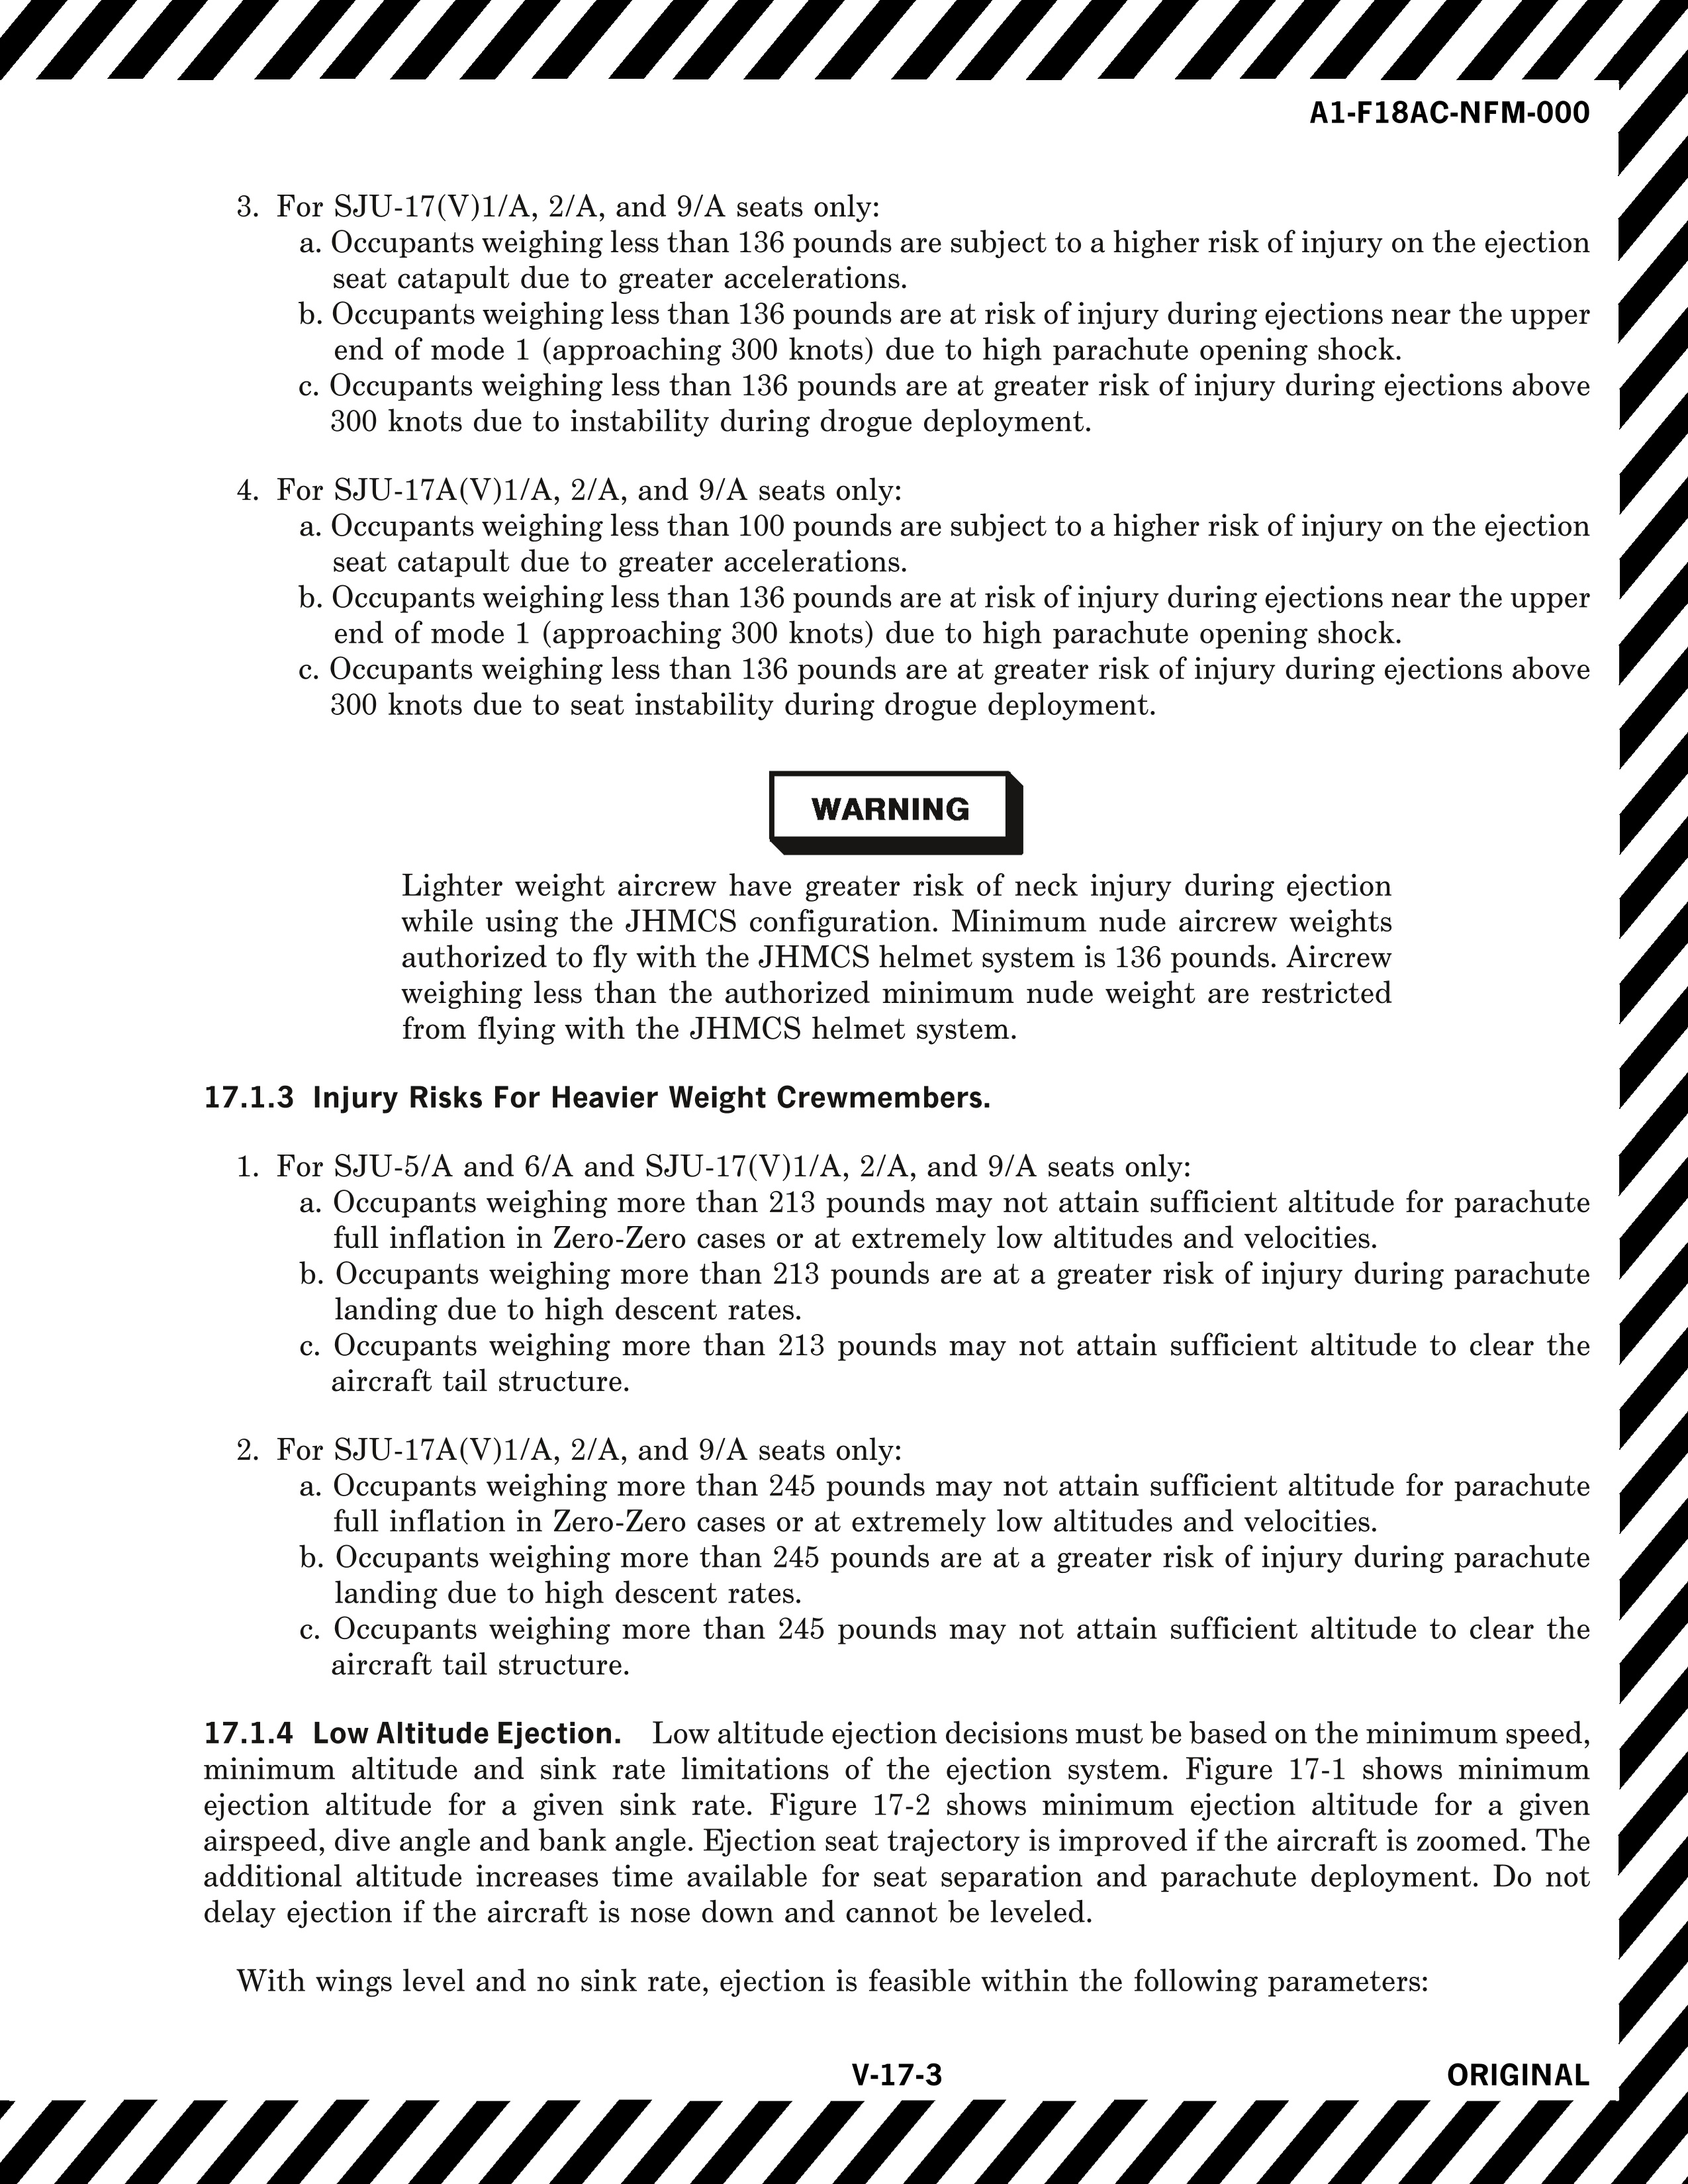 A1-F18AC-NFM-000
3. For SJU-17(V)1/A, 2/A, and 9/A seats only:
a. Occupants weighing less than 136 pounds are subject to a higher risk of injury on the ejection
seat catapult due to greater accelerations.
b. Occupants weighing less than 136 pounds are at risk of injury during ejections near the upper
end of mode 1 (approaching 300 knots) due to high parachute opening shock.
c. Occupants weighing less than 136 pounds are at greater risk of injury during ejections above
300 knots due to instability during drogue deployment.
4. For SJU-17A(V)1/A, 2/A, and 9/A seats only:
a. Occupants weighing less than 100 pounds are subject to a higher risk of injury on the ejection
seat catapult due to greater accelerations.
b. Occupants weighing less than 136 pounds are at risk of injury during ejections near the upper
end of mode 1 (approaching 300 knots) due to high parachute opening shock.
c. Occupants weighing less than 136 pounds are at greater risk of injury during ejections above
300 knots due to seat instability during drogue deployment.
WARNING
Lighter weight aircrew have greater risk of neck injury during ejection
while using the JHMCS configuration. Minimum nude aircrew weights
authorized to fly with the JHMCS helmet system is 136 pounds. Aircrew
weighing less than the authorized minimum nude weight are restricted
from flying with the JHMCS helmet system.
17.1.3 Injury Risks For Heavier Weight Crewmembers.
1. For SJU-5/A and 6/A and SJU-17(V)1/A, 2/A, and 9/A seats only:
a. Occupants weighing more than 213 pounds may not attain sufficient altitude for parachute
full inflation in Zero-Zero cases or at extremely low altitudes and velocities.
b. Occupants weighing more than 213 pounds are at a greater risk of injury during parachute
landing due to high descent rates.
c. Occupants weighing more than 213 pounds may not attain sufficient altitude to clear the
aircraft tail structure.
2. For SJU-17A(V)1/A, 2/A, and 9/A seats only:
a. Occupants weighing more than 245 pounds may not attain sufficient altitude for parachute
full inflation in Zero-Zero cases or at extremely low altitudes and velocities.
b. Occupants weighing more than 245 pounds are at a greater risk of injury during parachute
landing due to high descent rates.
c. Occupants weighing more than 245 pounds may not attain sufficient altitude to clear the
aircraft tail structure.
17.1.4 Low Altitude Ejection. Low altitude ejection decisions must be based on the minimum speed,
minimum altitude and sink rate limitations of the ejection system. Figure 17-1 shows minimum
ejection altitude for a given sink rate. Figure 17-2 shows minimum ejection altitude for a given
airspeed, dive angle and bank angle. Ejection seat trajectory is improved if the aircraft is zoomed. The
additional altitude increases time available for seat separation and parachute deployment. Do not
delay ejection if the aircraft is nose down and cannot be leveled.
With wings level and no sink rate, ejection is feasible within the following parameters:
V-17-3
ORIGINAL